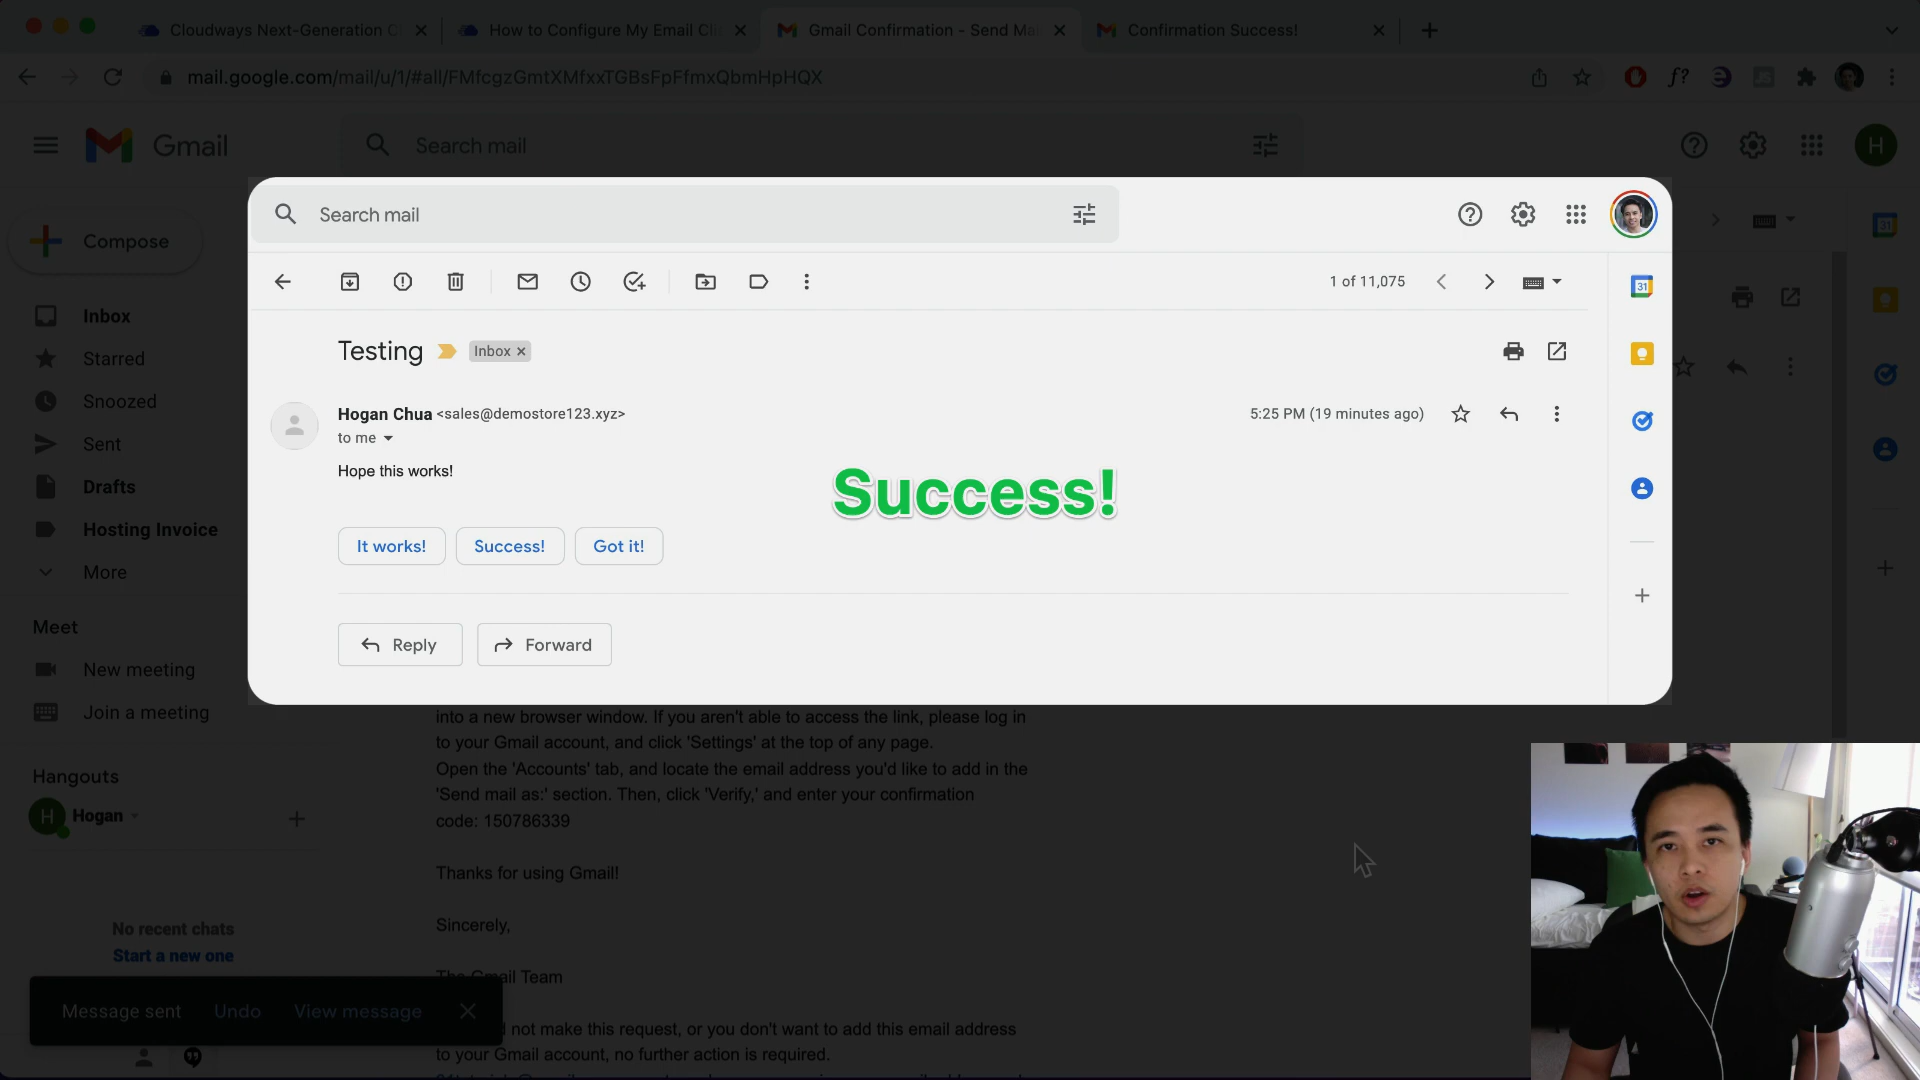 Cloudways Next-Generation C
How to Configure My Email Cli
Gmail Confirmation - Send Mai
Confirmation Success!
mail.google.com/mail/u/1/#all/FMfcgzGmtXMfxxTGBsFpFfmxQbmHpHQX
Gmail
Search mail
H
Search mail
Compose
1 of 11,075
31
31
Inbox
Starred
Snoozed
Sent
Drafts
Hosting Invoice
More
Testing
Inbox
Hogan Chua <sales@demostore123.xyz>
5:25 PM (19 minutes ago)
to me
Hope this works!
Success!
It works!
Success!
Got it!
Reply
Forward
Meet
New meeting
Join a meeting
Hangouts
H
Hogan
No recent chats
Start a new one
into a new browser window. If you aren't able to access the link, please log in
to your Gmail account, and click 'Settings' at the top of any page.
Open the 'Accounts' tab, and locate the email address you'd like to add in the
'Send mail as:' section. Then, click 'Verify,' and enter your confirmation
code: 150786339
Thanks for using Gmail!
Sincerely,
The Gmail Team
not make this request, or you don't want to add this email address
to your Gmail account, no further action is required.
Message sent
Undo
View message